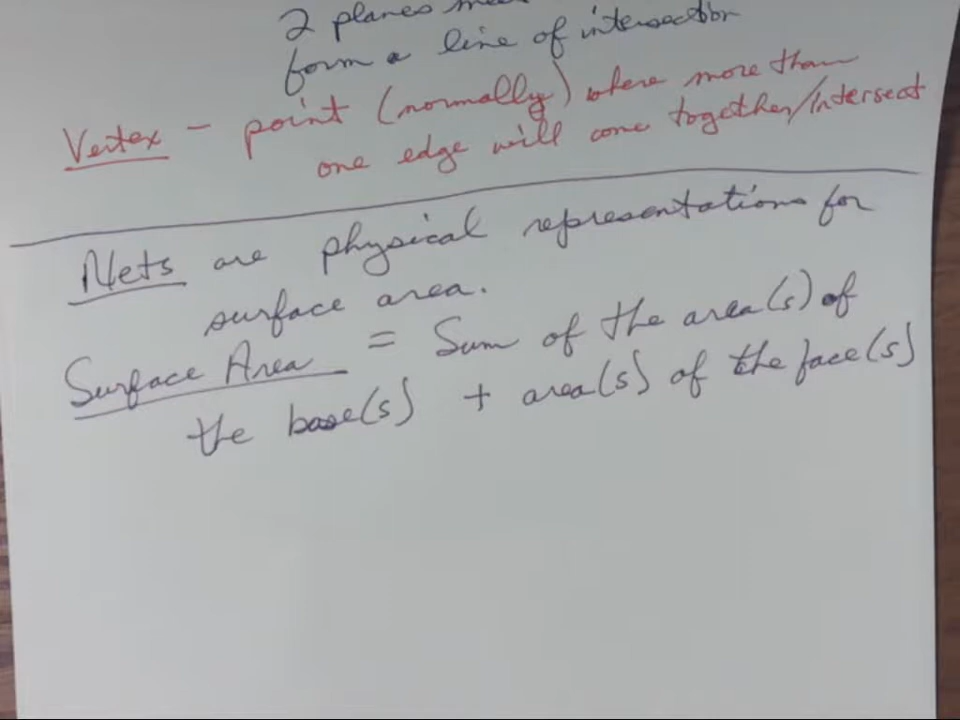 2 planes
form a line of intersection
Vertex - point (normally) where more than
one edge will come together/intersect
Nets are physical representations for
surface area.
Surface Area = Sum of the area(s) of
the base(s) + area(s) of the face(s)